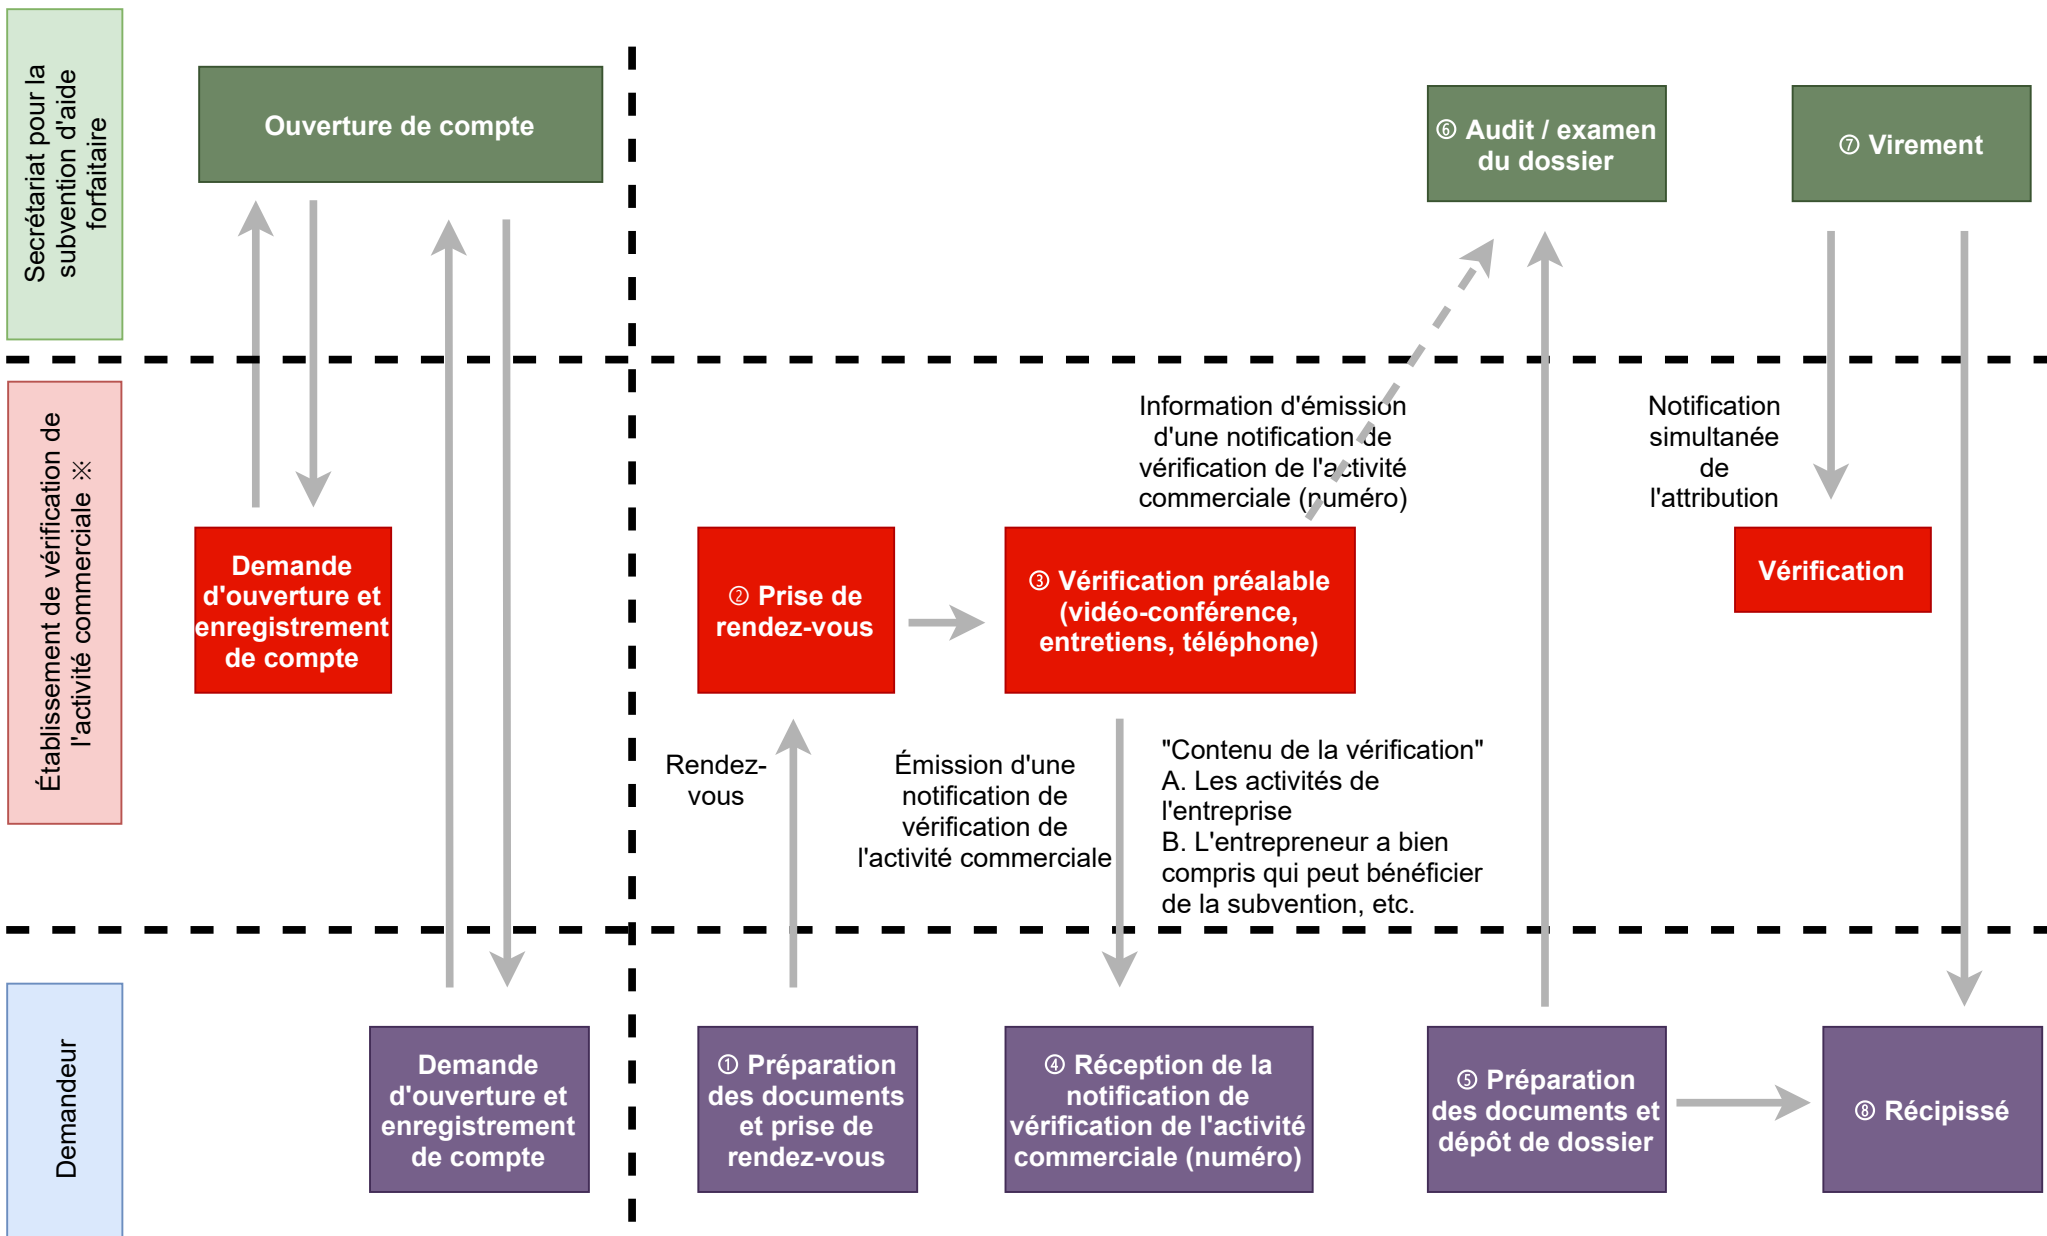 Secrétariat pour la
subvention d'aide
forfaitaire
Ouverture de compte
⑥ Audit / examen
du dossier
⑦ Virement
Établissement de vérification de
l'activité commerciale ※
Information d'émission
d'une notification de
vérification de l'activité
commerciale (numéro)
Notification
simultanée
de
l'attribution
Demande
d'ouverture et
enregistrement
de compte
② Prise de
rendez-vous
③ Vérification préalable
(vidéo-conférence,
entretiens, téléphone)
Vérification
Rendez-
vous
Émission d'une
notification de
vérification de
l'activité commerciale
"Contenu de la vérification"
A. Les activités de
l'entreprise
B. L'entrepreneur a bien
compris qui peut bénéficier
de la subvention, etc.
Demandeur
Demande
d'ouverture et
enregistrement
de compte
① Préparation
des documents
et prise de
rendez-vous
④ Réception de la
notification de
vérification de l'activité
commerciale (numéro)
⑤ Préparation
des documents et
dépôt de dossier
⑧ Récipissé